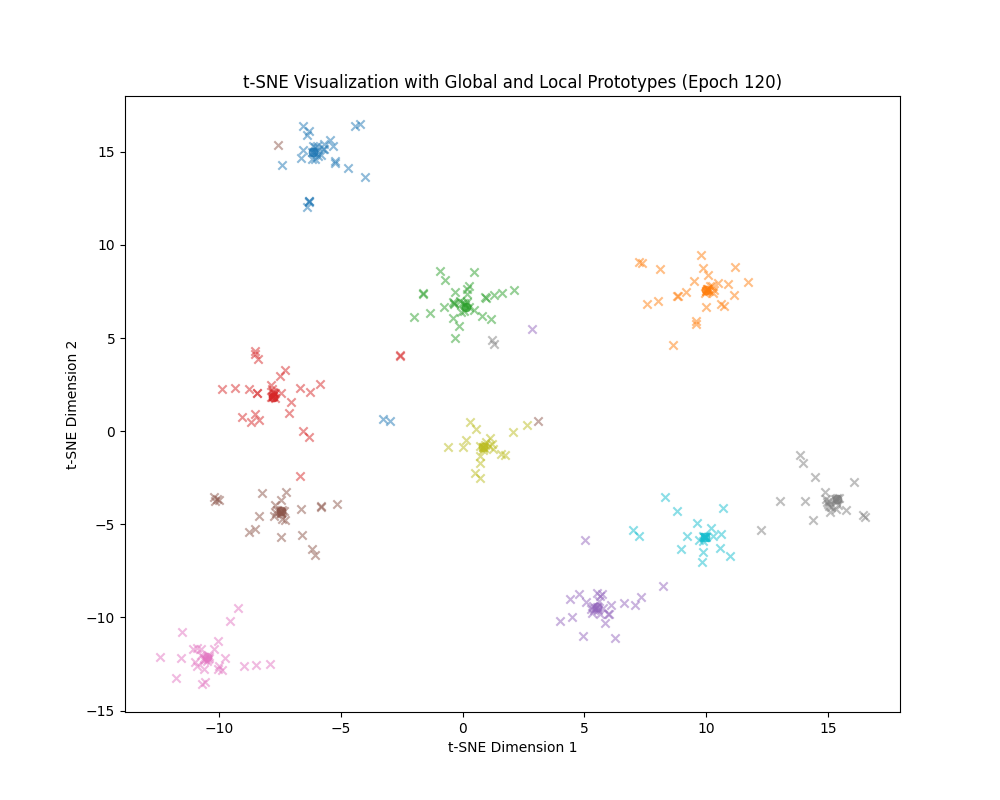 t-SNE Visualization with Global and Local Prototypes (Epoch 120)
15
10
5
0
−5
−10
−15
t-SNE Dimension 2
−10 −5 0 5 10 15
t-SNE Dimension 1